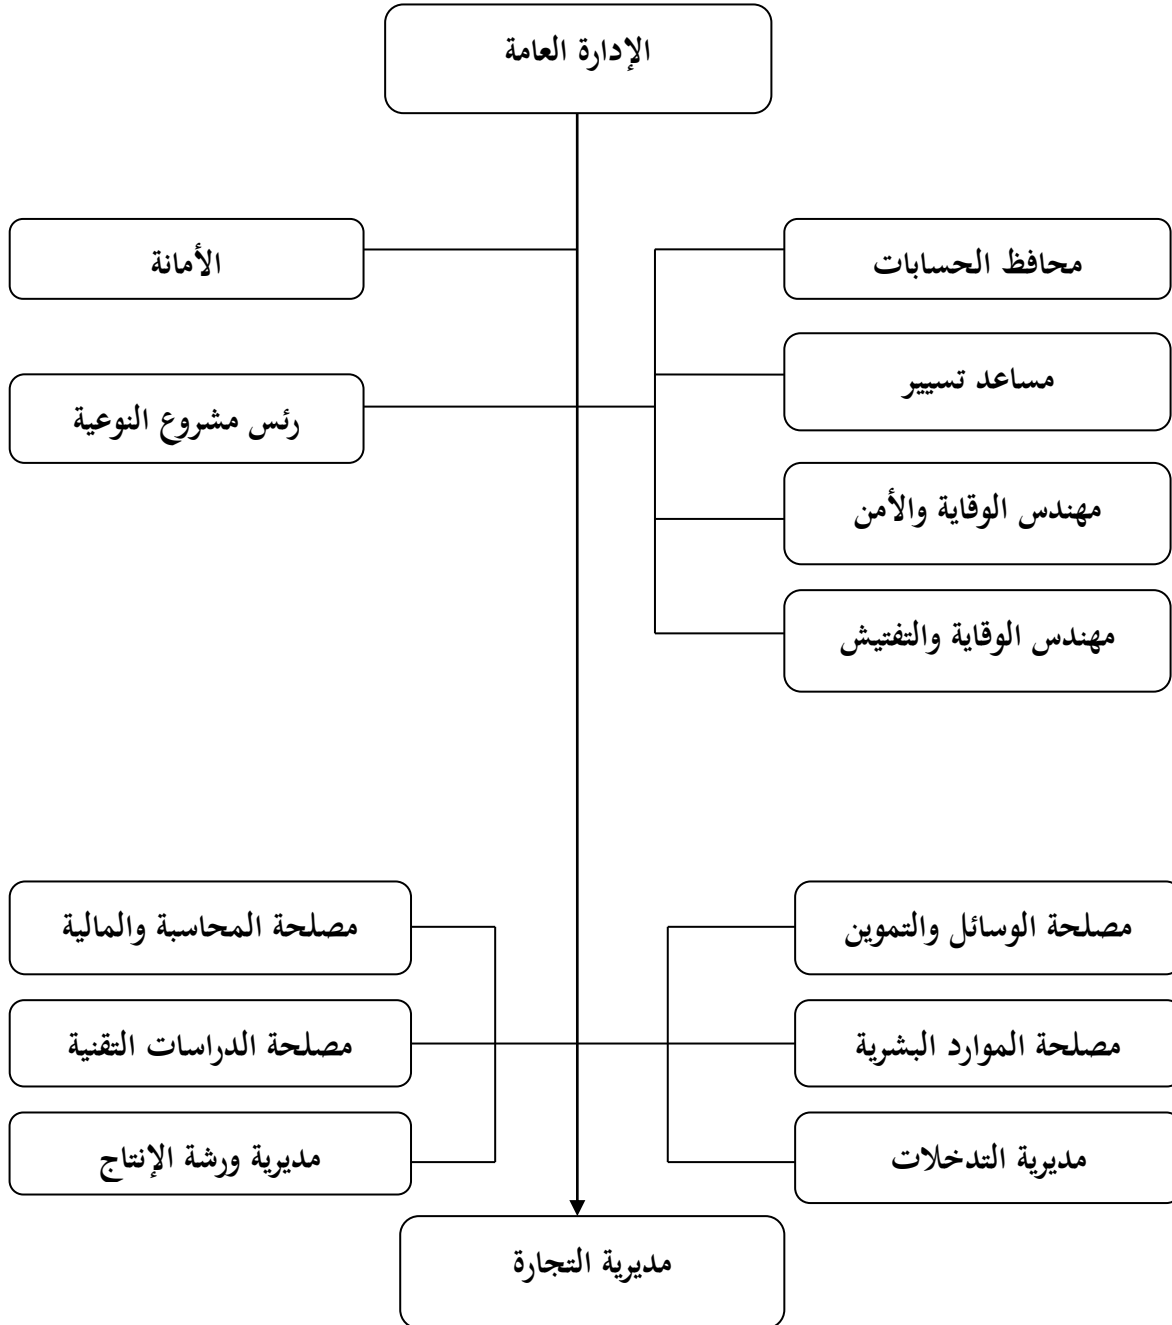 الإدارة العامة
محافظ الحسابات
الأمانة
مساعد تسيير
رئس مشروع النوعية
مهندس الوقاية والأمن
مهندس الوقاية والتفتيش
مصلحة الوسائل والتموين
مصلحة المحاسبة والمالية
مصلحة الموارد البشرية
مصلحة الدراسات التقنية
مديرية التدخلات
مديرية ورشة الإنتاج
مديرية التجارة